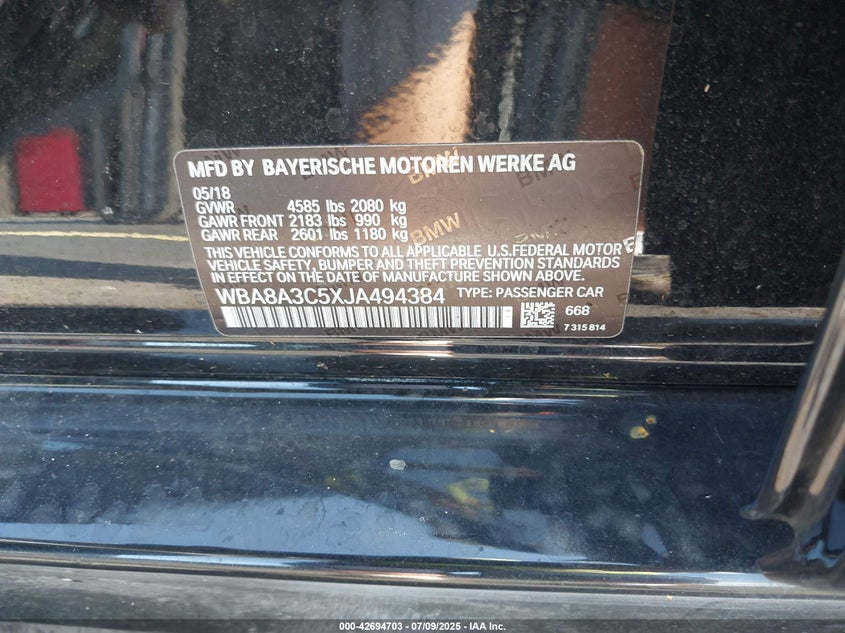 MFD BY BAYERISCHE MOTOREN WERKE AG
05/18
GVWR 4585 lbs 2080 kg
GAWR FRONT 2183 lbs 990 kg
GAWR REAR 2601 lbs 1180 kg
THIS VEHICLE CONFORMS TO ALL APPLICABLE U.S.FEDERAL MOTOR
VEHICLE SAFETY, BUMPER AND THEFT PREVENTION STANDARDS
IN EFFECT ON THE DATE OF MANUFACTURE SHOWN ABOVE.
WBA8A3C5XJA494384 TYPE: PASSENGER CAR
668
7 315 814
BMW
000-42694703 / 07/09/2025 - IAA Inc.